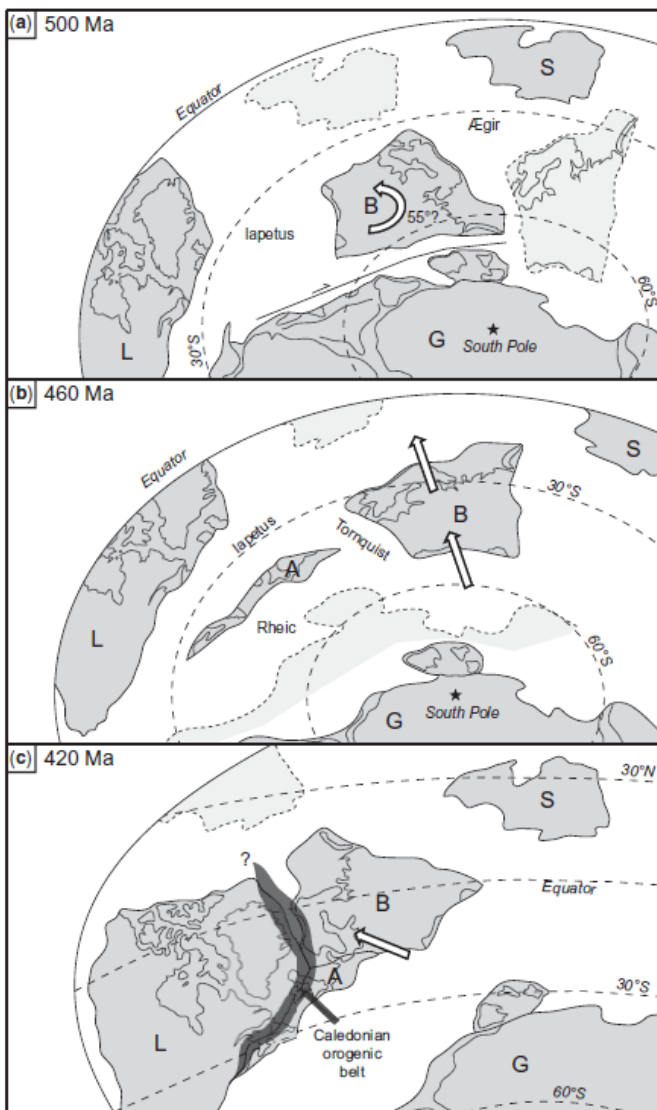 (a) 500 Ma
S
Equator
Ægir
B
55°?
Iapetus
60°S
G
South Pole
L
30°S
(b) 460 Ma
S
Equator
30°S
B
Iapetus
Tornquist
A
Rheic
60°S
L
South Pole
G
(c) 420 Ma
30°N
S
?
B
Equator
A
30°S
L
Caledonian
orogenic
belt
G
60°S